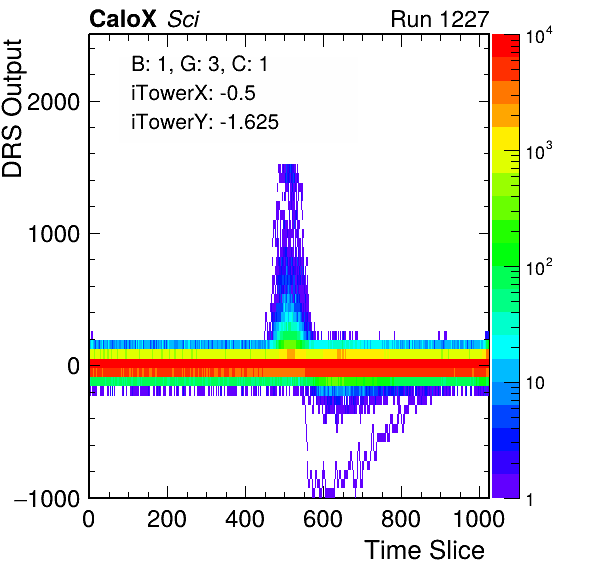 CaloX Sci Run 1227
B: 1, G: 3, C: 1
iTowerX: -0.5
iTowerY: -1.625
DRS Output
2000
1000
0
−1000
0 200 400 600 800 1000
Time Slice
10^4
10^3
10^2
10
1